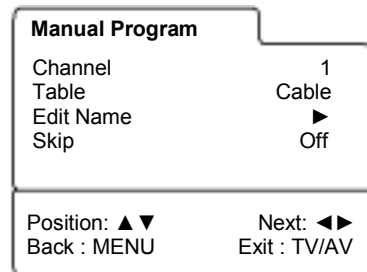 Manual Program
Channel 1
Table Cable
Edit Name ►
Skip Off
Position: ▲▼ Next: ◄►
Back : MENU Exit : TV/AV